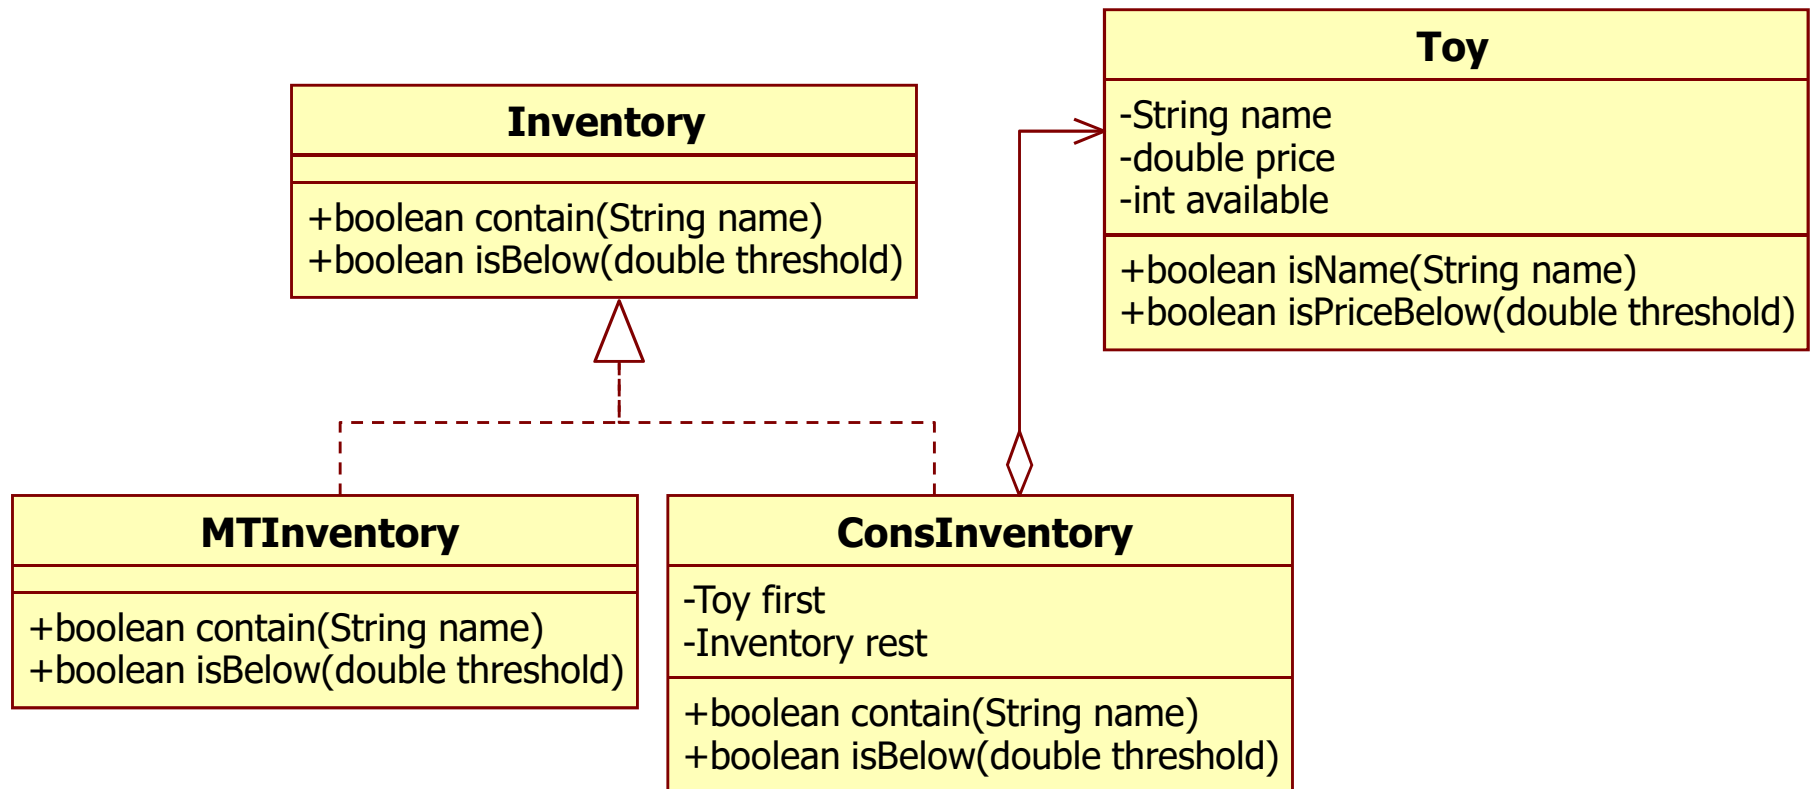 Inventory
+boolean contain(String name)
+boolean isBelow(double threshold)
Toy
-String name
-double price
-int available
+boolean isName(String name)
+boolean isPriceBelow(double threshold)
MTInventory
+boolean contain(String name)
+boolean isBelow(double threshold)
ConsInventory
-Toy first
-Inventory rest
+boolean contain(String name)
+boolean isBelow(double threshold)